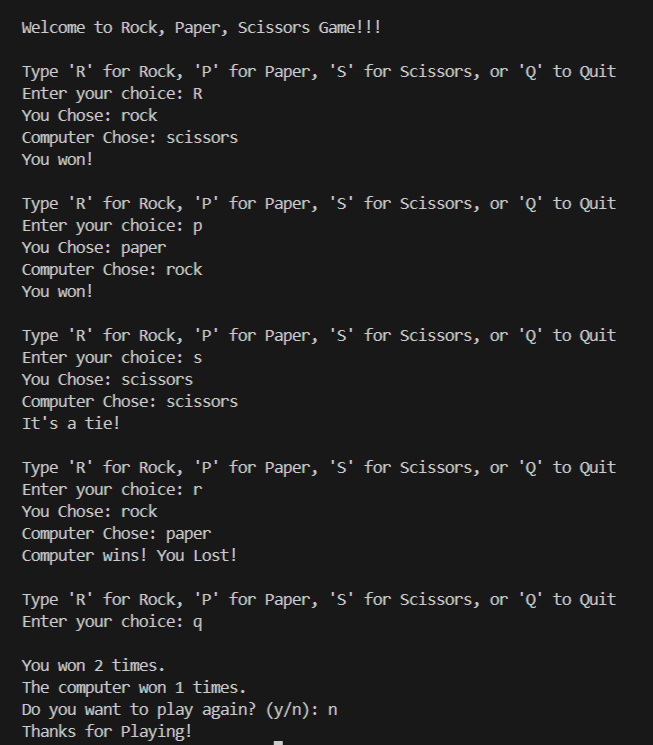 Welcome to Rock, Paper, Scissors Game!!!
Type 'R' for Rock, 'P' for Paper, 'S' for Scissors, or 'Q' to Quit
Enter your choice: R
You Chose: rock
Computer Chose: scissors
You won!
Type 'R' for Rock, 'P' for Paper, 'S' for Scissors, or 'Q' to Quit
Enter your choice: p
You Chose: paper
Computer Chose: rock
You won!
Type 'R' for Rock, 'P' for Paper, 'S' for Scissors, or 'Q' to Quit
Enter your choice: s
You Chose: scissors
Computer Chose: scissors
It's a tie!
Type 'R' for Rock, 'P' for Paper, 'S' for Scissors, or 'Q' to Quit
Enter your choice: r
You Chose: rock
Computer Chose: paper
Computer wins! You Lost!
Type 'R' for Rock, 'P' for Paper, 'S' for Scissors, or 'Q' to Quit
Enter your choice: q
You won 2 times.
The computer won 1 times.
Do you want to play again? (y/n): n
Thanks for Playing!